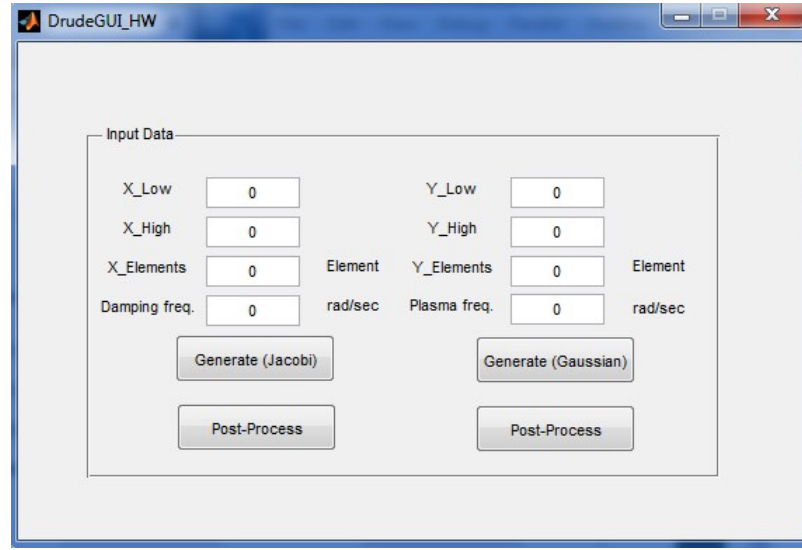 DrudeGUI_HW
Input Data
X_Low 0 Y_Low 0
X_High 0 Y_High 0
X_Elements 0 Element Y_Elements 0 Element
Damping freq. 0 rad/sec Plasma freq. 0 rad/sec
Generate (Jacobi) Generate (Gaussian)
Post-Process Post-Process